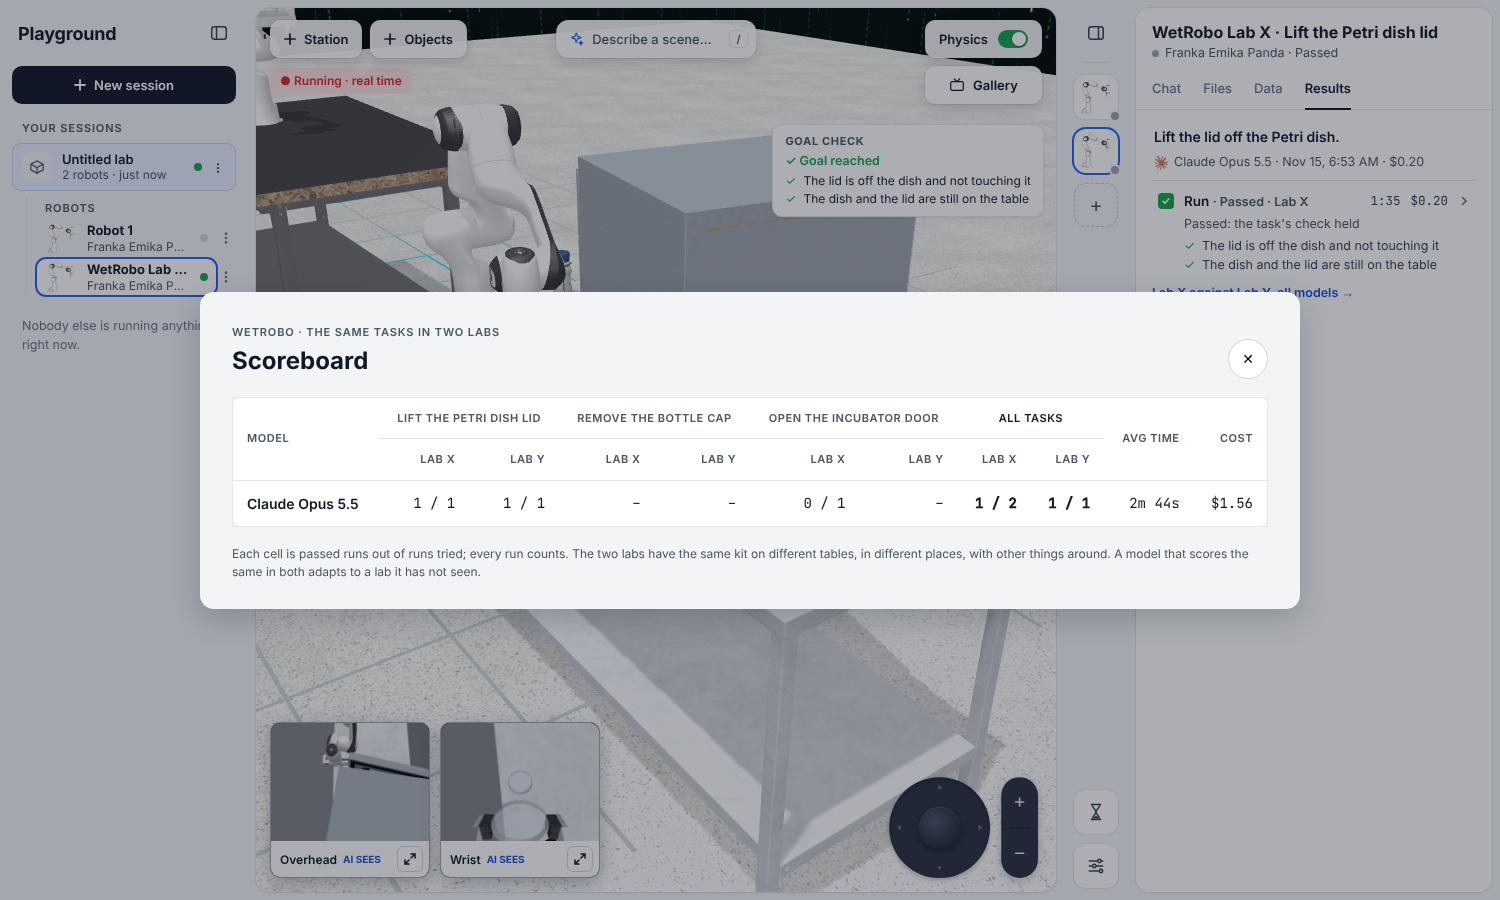 Playground
New session
YOUR SESSIONS
Untitled lab
2 robots · just now
ROBOTS
Robot 1
Franka Emika P...
WetRobo Lab ...
Franka Emika P...
Nobody else is running anythin
right now.
Station
Objects
Describe a scene...
/
Physics
Running · real time
Gallery
GOAL CHECK
Goal reached
The lid is off the dish and not touching it
The dish and the lid are still on the table
WetRobo Lab X · Lift the Petri dish lid
Franka Emika Panda · Passed
Chat Files Data Results
Lift the lid off the Petri dish.
Claude Opus 5.5 · Nov 15, 6:53 AM · $0.20
Run · Passed · Lab X 1:35 $0.20
Passed: the task's check held
The lid is off the dish and not touching it
The dish and the lid are still on the table
Lab X against Lab Y, all models →
WETROBO · THE SAME TASKS IN TWO LABS
Scoreboard
MODEL LIFT THE PETRI DISH LID REMOVE THE BOTTLE CAP OPEN THE INCUBATOR DOOR ALL TASKS AVG TIME COST
LAB X LAB Y LAB X LAB Y LAB X LAB Y LAB X LAB Y
Claude Opus 5.5 1 / 1 1 / 1 – – 0 / 1 – 1 / 2 1 / 1 2m 44s $1.56
Each cell is passed runs out of runs tried; every run counts. The two labs have the same kit on different tables, in different places, with other things around. A model that scores the
same in both adapts to a lab it has not seen.
Overhead AI SEES
Wrist AI SEES